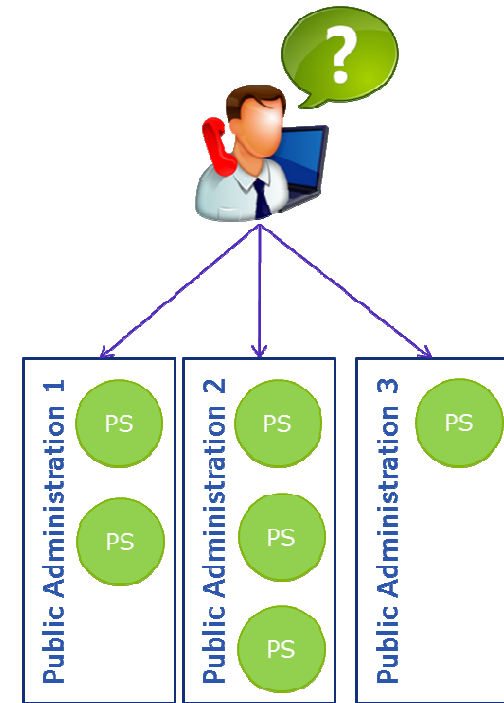 ?
Public Administration 1
PS
PS
Public Administration 2
PS
PS
PS
Public Administration 3
PS